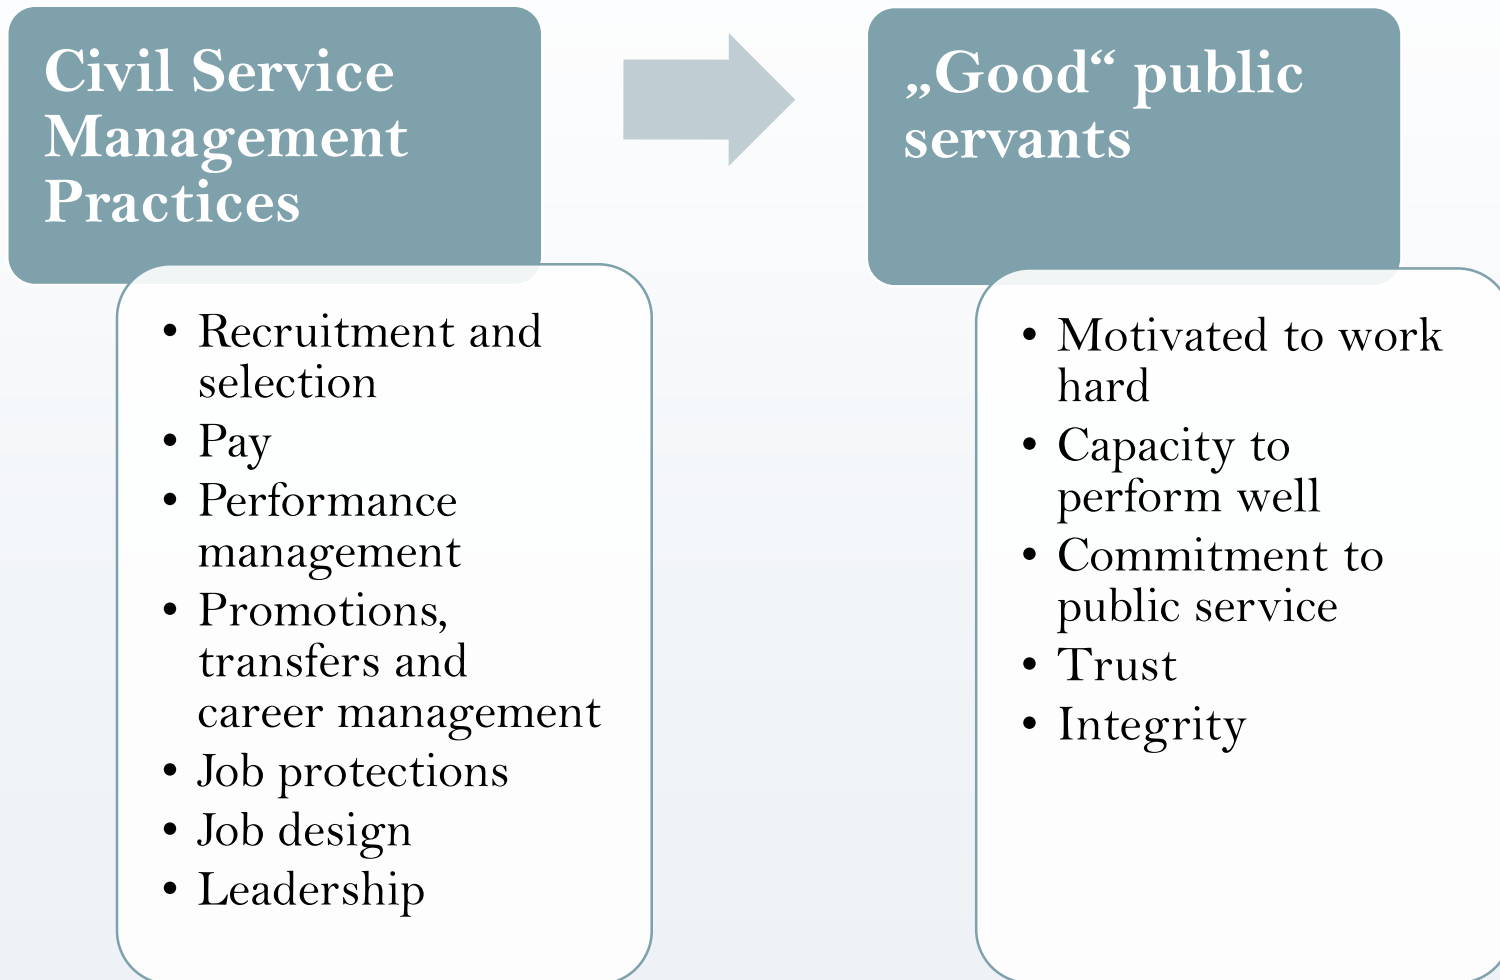 Civil Service
Management
Practices
• Recruitment and
selection
• Pay
• Performance
management
• Promotions,
transfers and
career management
• Job protections
• Job design
• Leadership
„Good“ public
servants
• Motivated to work
hard
• Capacity to
perform well
• Commitment to
public service
• Trust
• Integrity